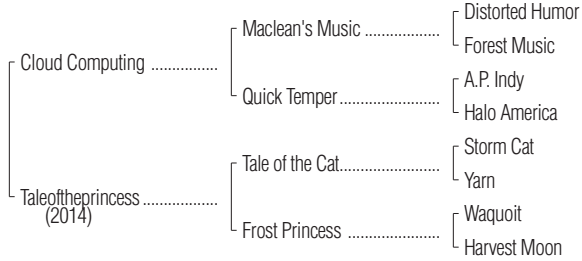 Distorted Humor
Maclean's Music ..................
Forest Music
Cloud Computing ................
A.P. Indy
Quick Temper........................
Halo America
Storm Cat
Tale of the Cat........................
Yarn
Taleoftheprincess ..................
(2014)
Waquoit
Frost Princess ......................
Harvest Moon